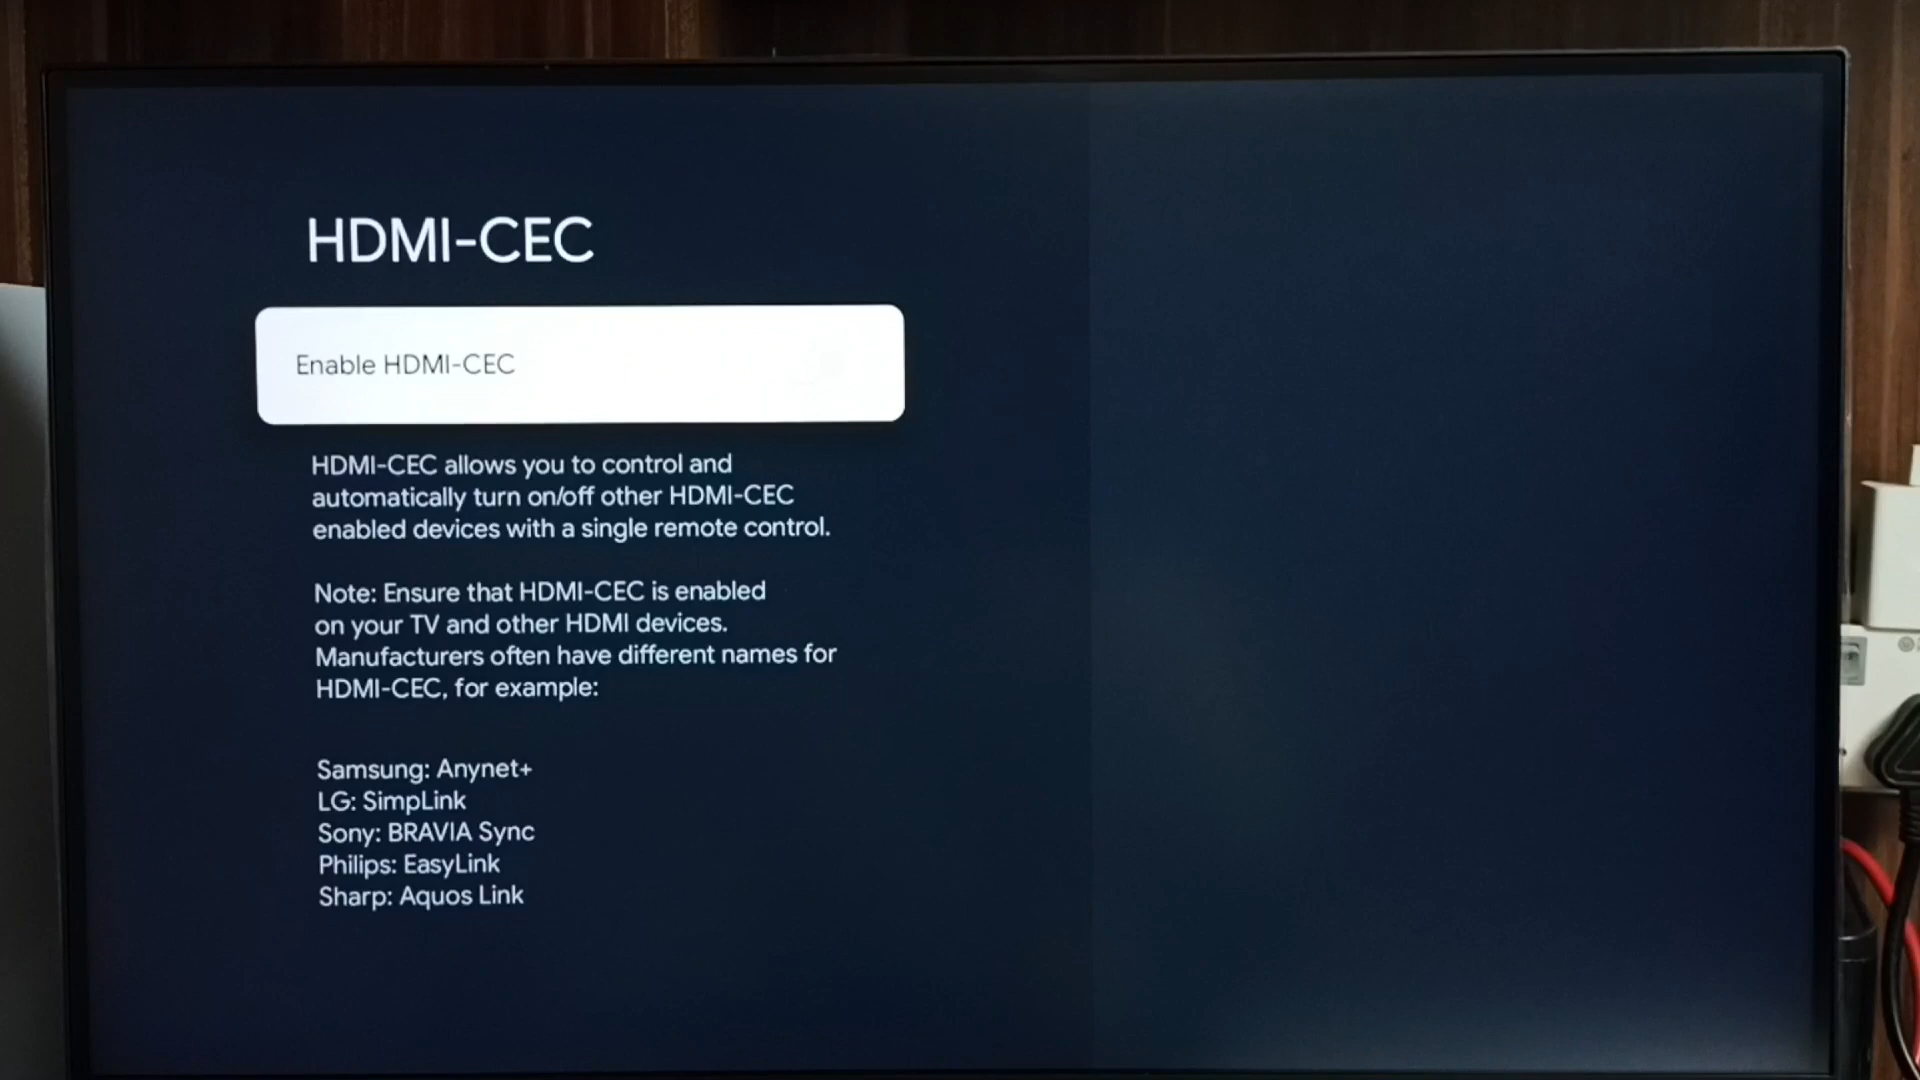 HDMI-CEC
Enable HDMI-CEC
HDMI-CEC allows you to control and
automatically turn on/off other HDMI-CEC
enabled devices with a single remote control.
Note: Ensure that HDMI-CEC is enabled
on your TV and other HDMI devices.
Manufacturers often have different names for
HDMI-CEC, for example:
Samsung: Anynet+
LG: SimpLink
Sony: BRAVIA Sync
Philips: EasyLink
Sharp: Aquos Link